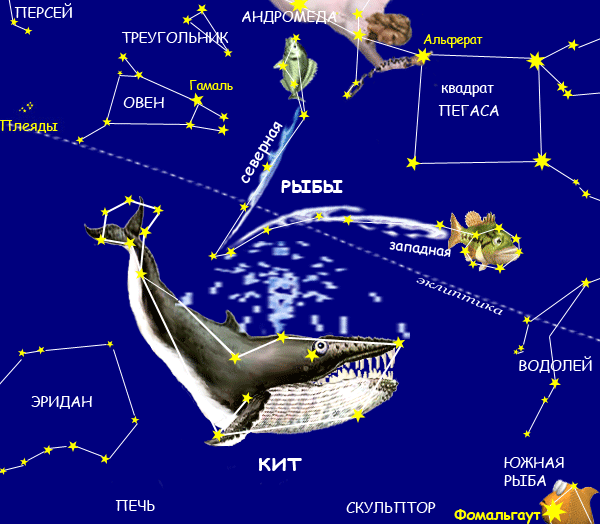 ПЕРСЕЙ
АНДРОМЕДА
ТРЕУГОЛЬНИК
Альферат
Гамаль
ОВЕН
квадрат
ПЕГАСА
Плеяды
северная
РЫБЫ
западная
эклиптика
ВОДОЛЕЙ
ЭРИДАН
КИТ
ЮЖНАЯ
РЫБА
ПЕЧЬ
СКУЛЬПТОР
Фомальгаут